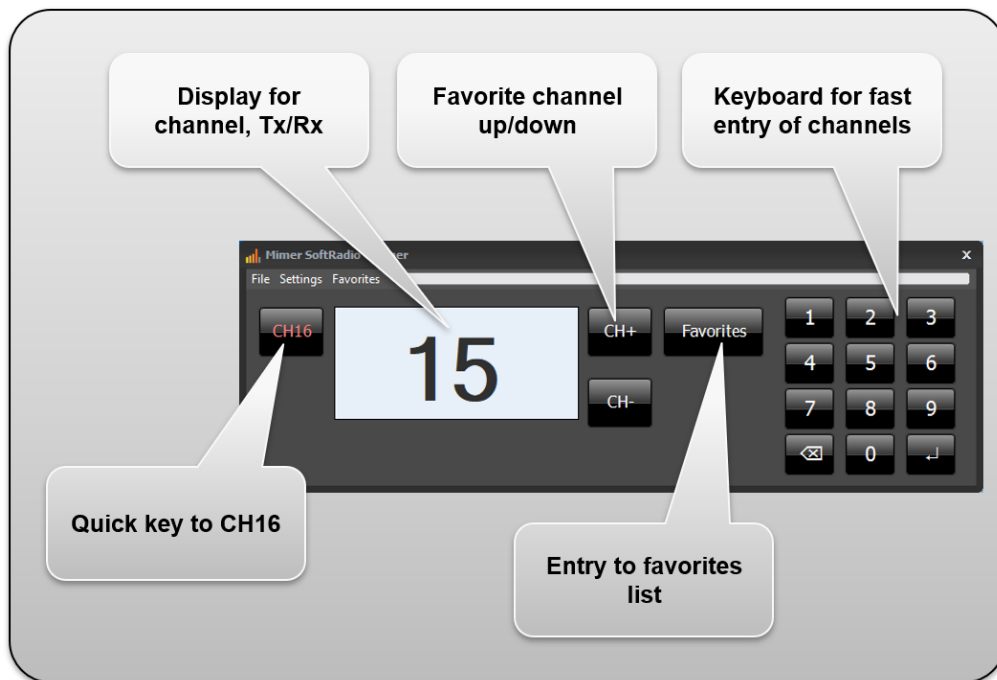 Display for
channel, Tx/Rx
Favorite channel
up/down
Keyboard for fast
entry of channels
Mimer SoftRadio
x
File Settings Favorites
CH16
15
CH+
CH-
Favorites
1 2 3
4 5 6
7 8 9
0
Quick key to CH16
Entry to favorites
list